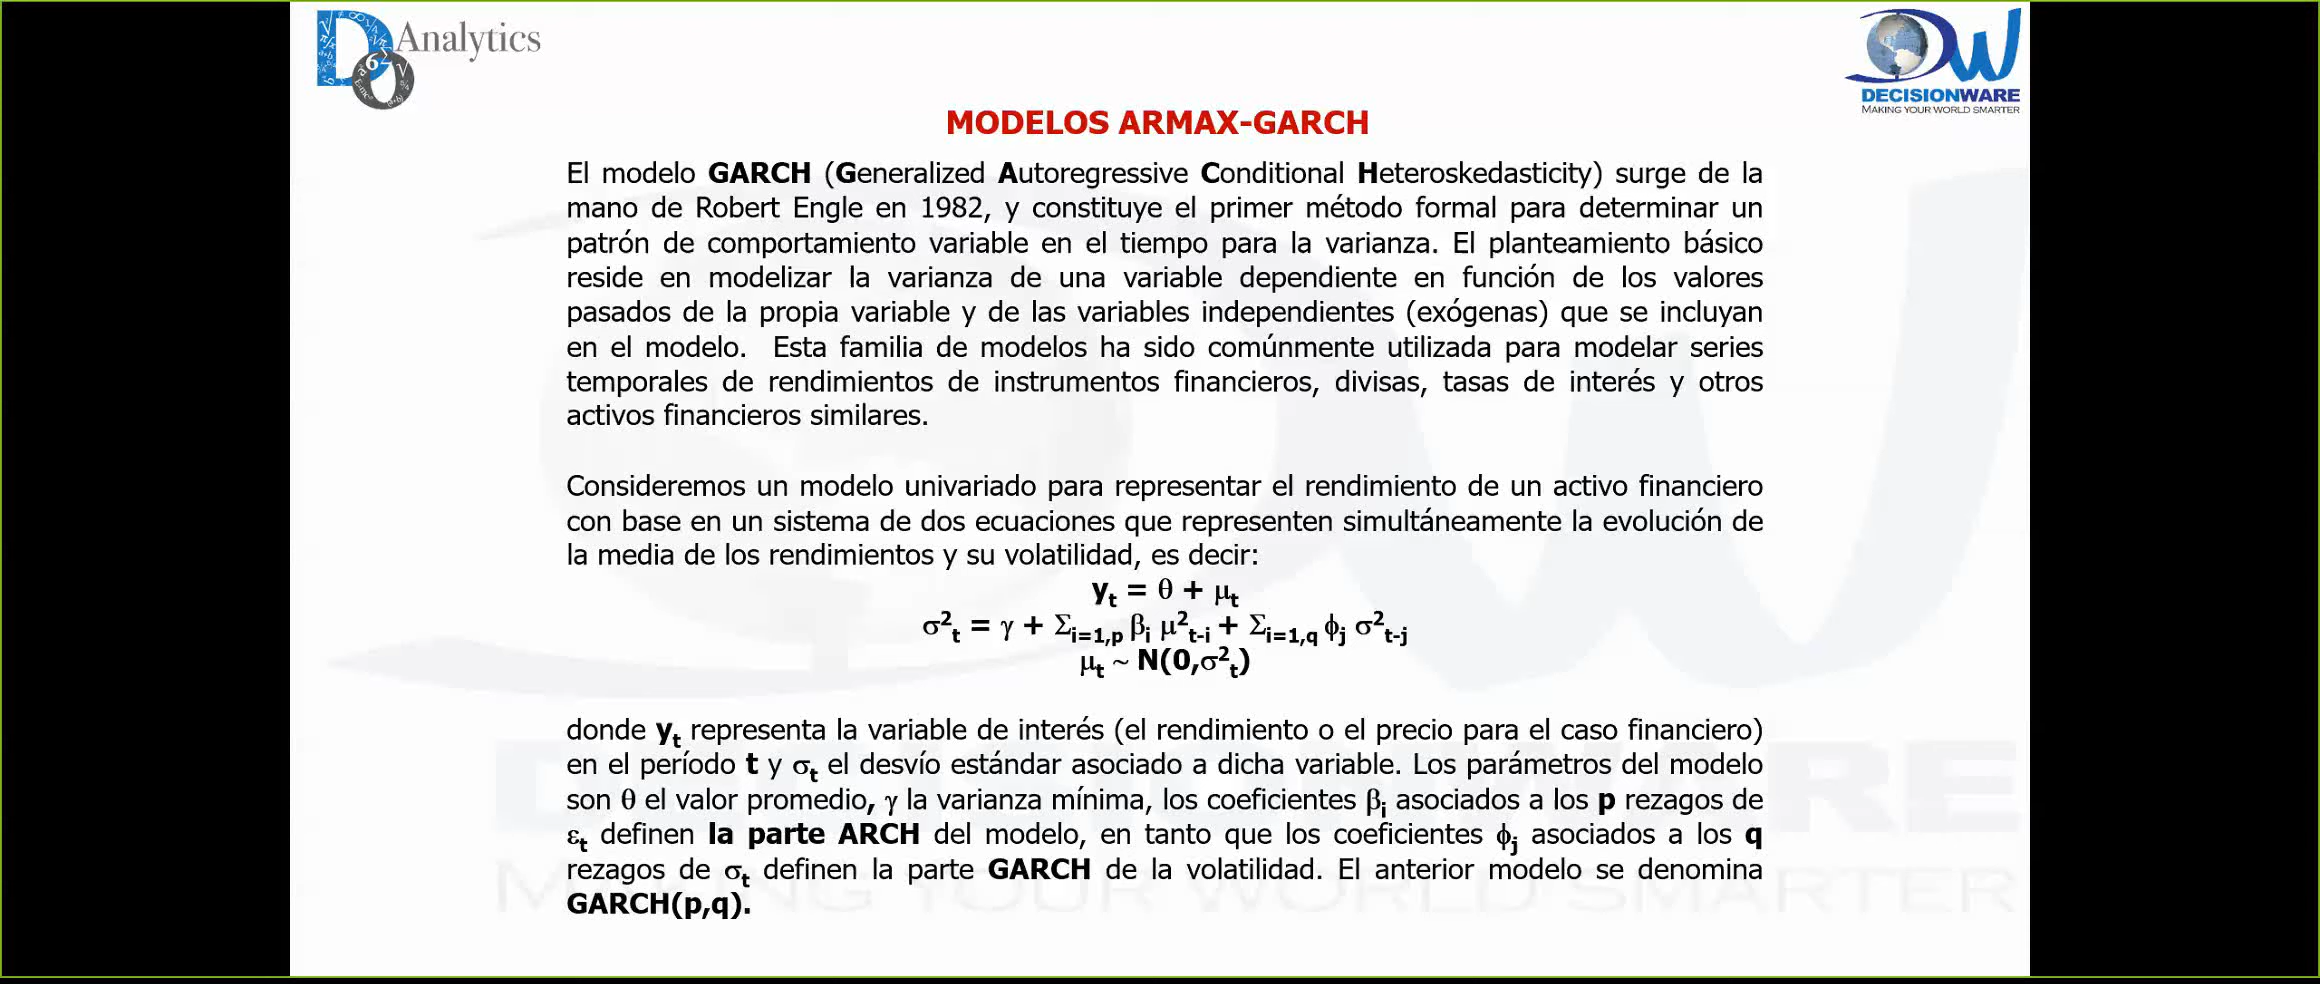 Analytics
DW
DECISIONWARE
MAKING YOUR WORLD SMARTER
MODELOS ARMAX-GARCH
El modelo GARCH (Generalized Autoregressive Conditional Heteroskedasticity) surge de la
mano de Robert Engle en 1982, y constituye el primer método formal para determinar un
patrón de comportamiento variable en el tiempo para la varianza. El planteamiento básico
reside en modelizar la varianza de una variable dependiente en función de los valores
pasados de la propia variable y de las variables independientes (exógenas) que se incluyan
en el modelo. Esta familia de modelos ha sido comúnmente utilizada para modelar series
temporales de rendimientos de instrumentos financieros, divisas, tasas de interés y otros
activos financieros similares.
Consideremos un modelo univariado para representar el rendimiento de un activo financiero
con base en un sistema de dos ecuaciones que representen simultáneamente la evolución de
la media de los rendimientos y su volatilidad, es decir:
yt = θ + μt
σ²t = γ + Σi=1,p βi μ²t-i + Σi=1,q ϕj σ²t-j
μt ~ N(0,σ²t)
donde yt representa la variable de interés (el rendimiento o el precio para el caso financiero)
en el período t y σt el desvío estándar asociado a dicha variable. Los parámetros del modelo
son θ el valor promedio, γ la varianza mínima, los coeficientes βi asociados a los p rezagos de
εt definen la parte ARCH del modelo, en tanto que los coeficientes ϕj asociados a los q
rezagos de σt definen la parte GARCH de la volatilidad. El anterior modelo se denomina
GARCH(p,q).